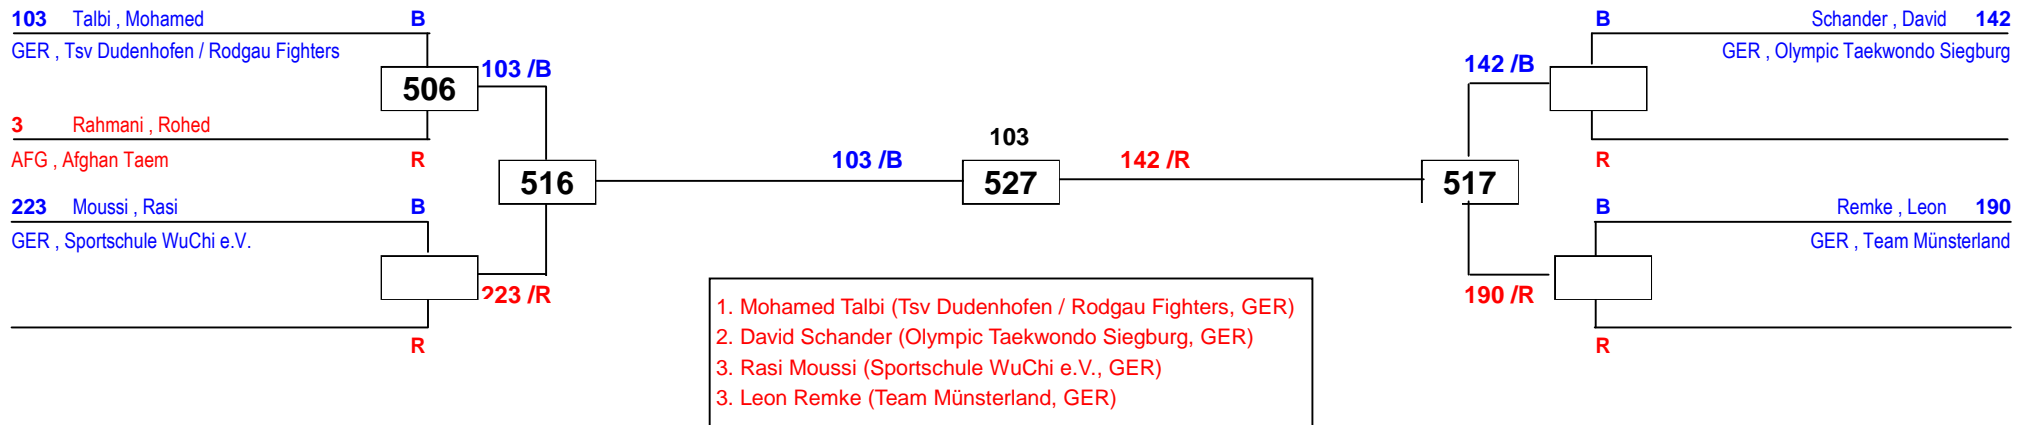 103 Talbi , Mohamed B
GER , Tsv Dudenhofen / Rodgau Fighters
506
103 /B
3 Rahmani , Rohed
AFG , Afghan Taem R
516
223 Moussi , Rasi B
GER , Sportschule WuChi e.V.
223 /R
R
103 /B
103
527
142 /R
B Schander , David 142
GER , Olympic Taekwondo Siegburg
142 /B
R
517
B Remke , Leon 190
GER , Team Münsterland
190 /R
R
1. Mohamed Talbi (Tsv Dudenhofen / Rodgau Fighters, GER)
2. David Schander (Olympic Taekwondo Siegburg, GER)
3. Rasi Moussi (Sportschule WuChi e.V., GER)
3. Leon Remke (Team Münsterland, GER)